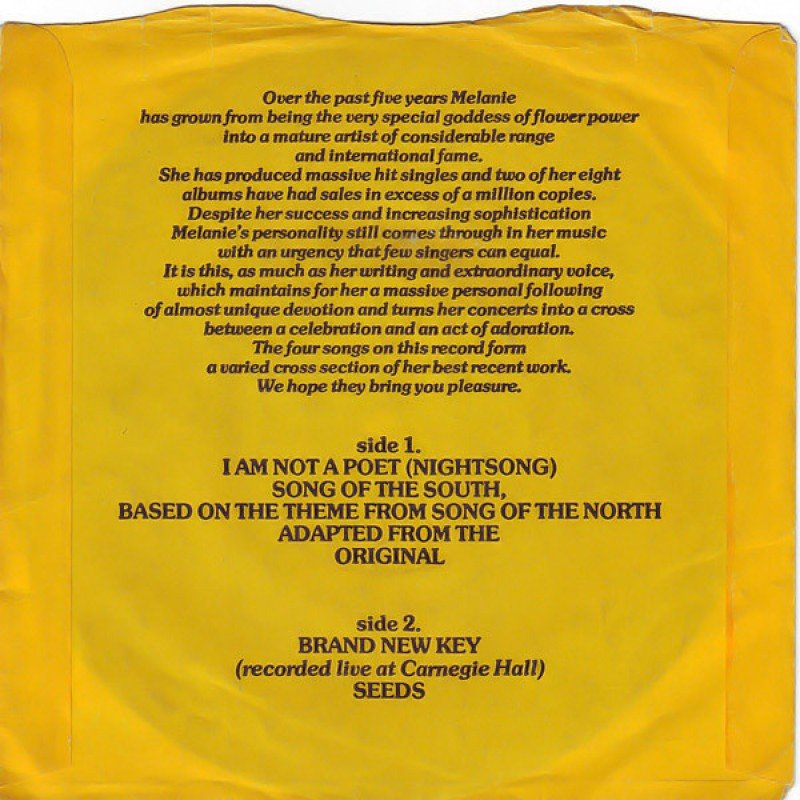 Over the past five years Melanie
has grown from being the very special goddess of flower power
into a mature artist of considerable range
and international fame.
She has produced massive hit singles and two of her eight
albums have had sales in excess of a million copies.
Despite her success and increasing sophistication
Melanie's personality still comes through in her music
with an urgency that few singers can equal.
It is this, as much as her writing and extraordinary voice,
which maintains for her a massive personal following
of almost unique devotion and turns her concerts into a cross
between a celebration and an act of adoration.
The four songs on this record form
a varied cross section of her best recent work.
We hope they bring you pleasure.
side 1.
I AM NOT A POET (NIGHTSONG)
SONG OF THE SOUTH,
BASED ON THE THEME FROM SONG OF THE NORTH
ADAPTED FROM THE
ORIGINAL
side 2.
BRAND NEW KEY
(recorded live at Carnegie Hall)
SEEDS